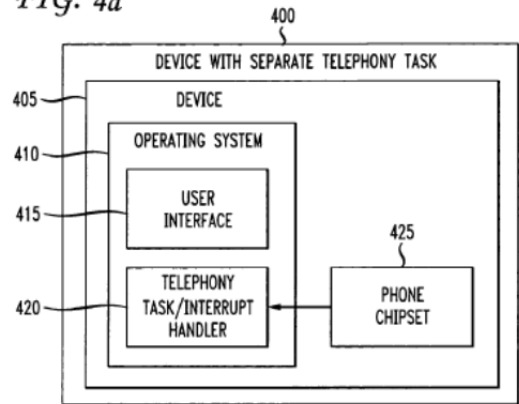 FIG. 4a
400
DEVICE WITH SEPARATE TELEPHONY TASK
405
DEVICE
410
OPERATING SYSTEM
415
USER
INTERFACE
425
420
TELEPHONY
TASK/INTERRUPT
HANDLER
PHONE
CHIPSET